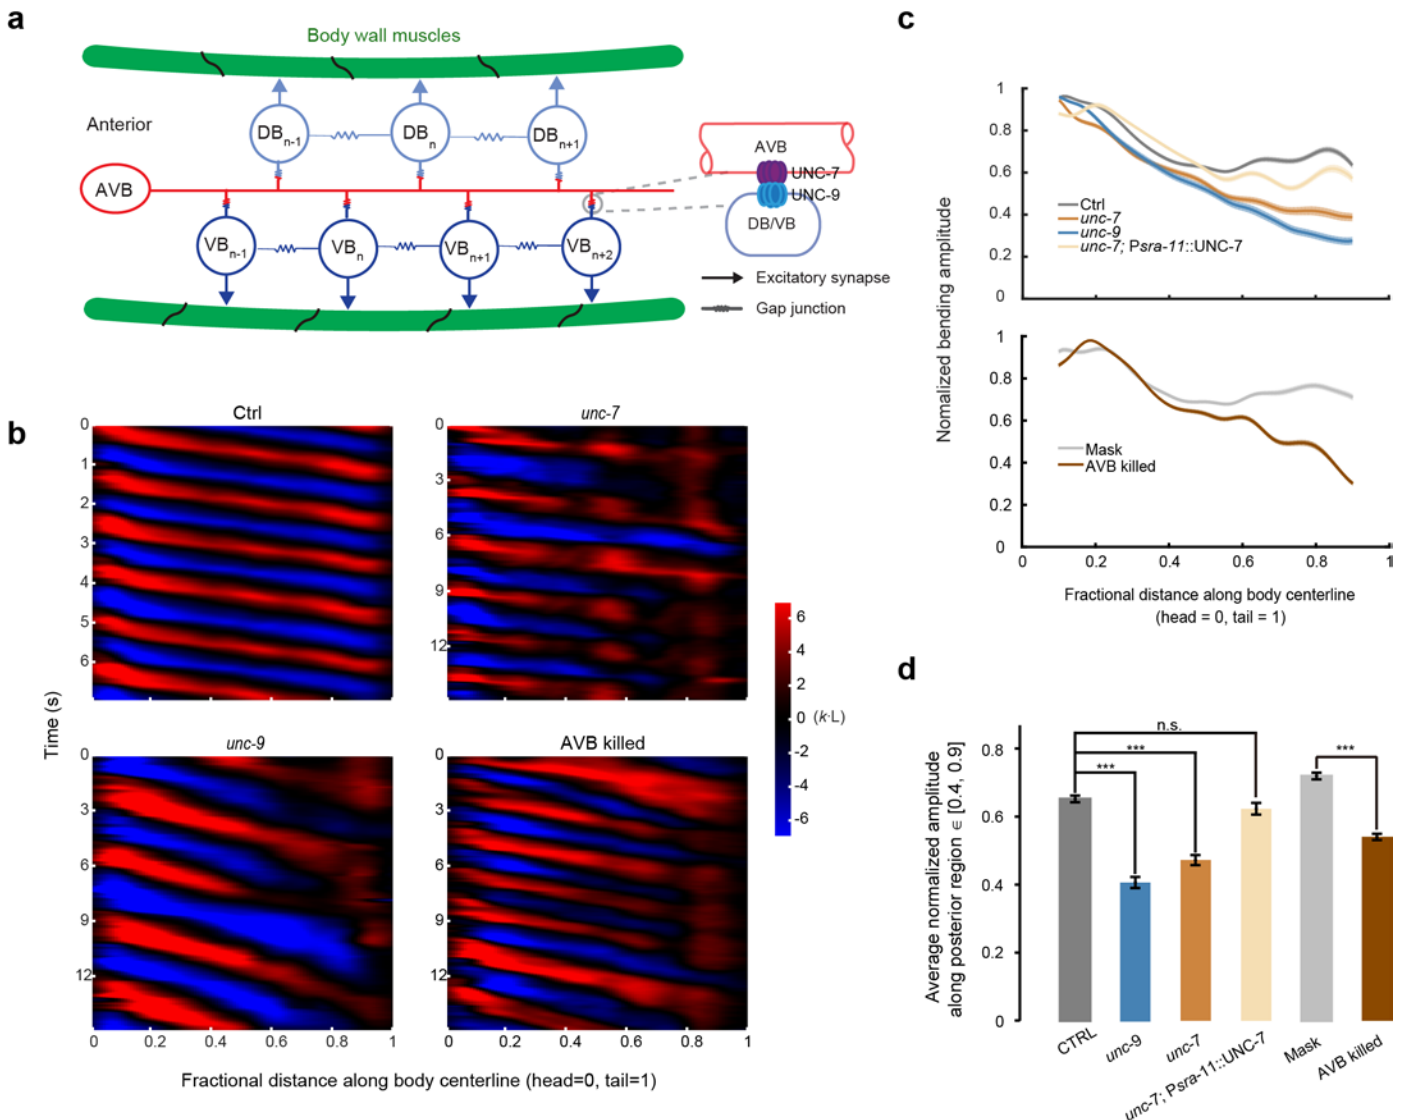 a
Body wall muscles
Anterior
DBn-1
DBn
DBn+1
AVB
VBn-1
VBn
VBn+1
VBn+2
AVB
UNC-7
UNC-9
DB/VB
Excitatory synapse
Gap junction
b
Ctrl
unc-7
0
1
2
3
4
5
6
0
3
6
9
12
unc-9
AVB killed
0
3
6
9
12
0
3
6
9
12
0 0.2 0.4 0.6 0.8 1
0 0.2 0.4 0.6 0.8 1
Time (s)
Fractional distance along body centerline (head=0, tail=1)
6
4
2
0 (k·L)
-2
-4
-6
c
1
0.8
0.6
0.4
0.2
0
Ctrl
unc-7
unc-9
unc-7; Psra-11::UNC-7
1
0.8
0.6
0.4
0.2
0
Mask
AVB killed
0 0.2 0.4 0.6 0.8 1
Nomalized bending amplitude
Fractional distance along body centerline
(head = 0, tail = 1)
d
Average normalized amplitude
along posterior region ∈ [0.4, 0.9]
0.8
0.6
0.4
0.2
0
n.s.
***
***
***
CTRL
unc-9
unc-7
unc-7; Psra-11::UNC-7
Mask
AVB killed